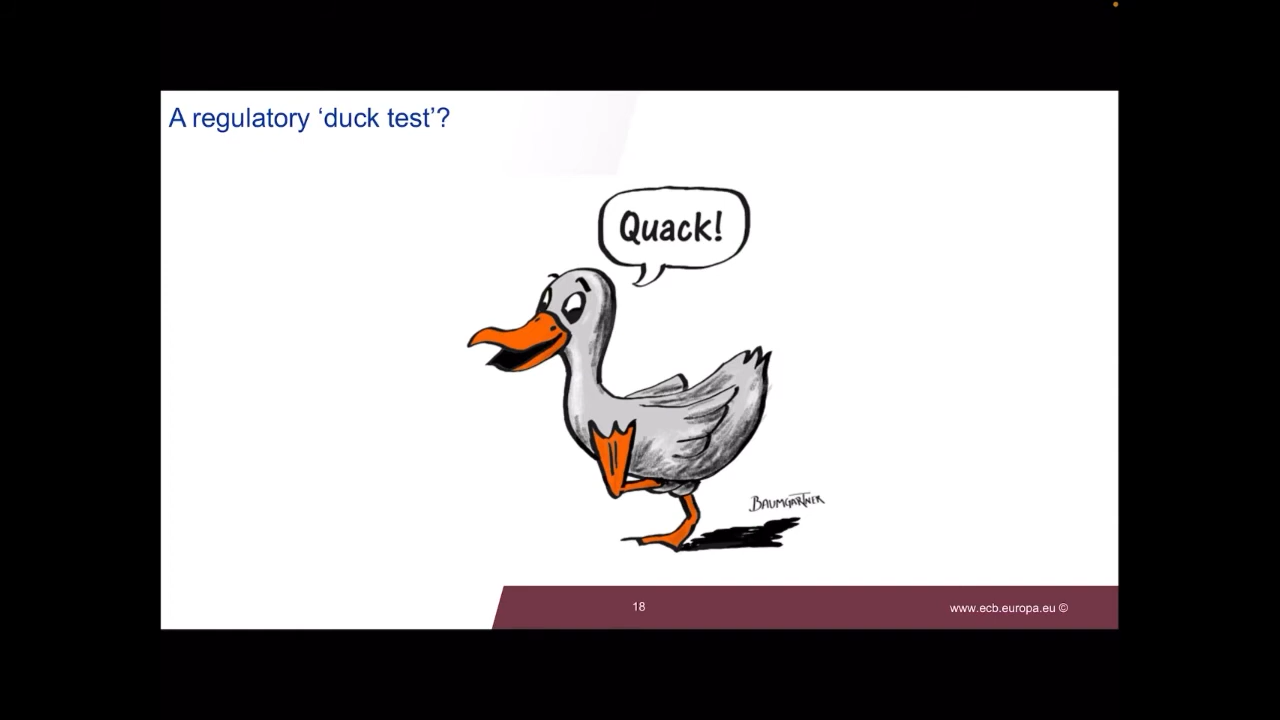 A regulatory ‘duck test’?
Quack!
BAUMGARTNER
18
www.ecb.europa.eu ©